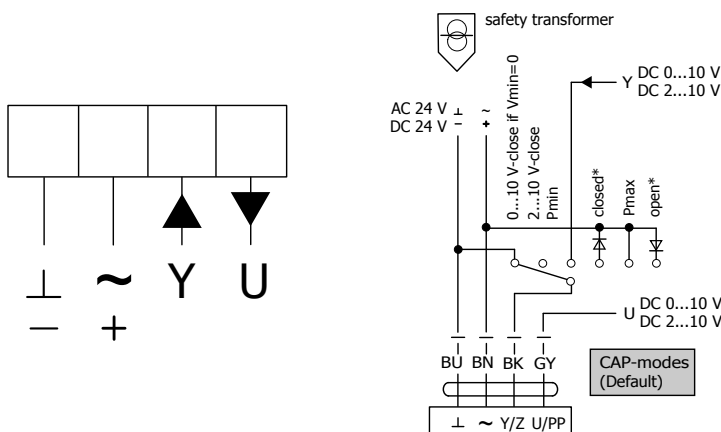 ⊥ ~ Y U
− +
safety transformer
AC 24 V ⊥ ~
DC 24 V − +
0...10 V-close if Vmin=0
2...10 V-close
Pmin
Y DC 0...10 V
DC 2...10 V
closed*
Pmax
open*
U DC 0...10 V
DC 2...10 V
BU BN BK GY
CAP-modes
(Default)
⊥ ~ Y/Z U/PP